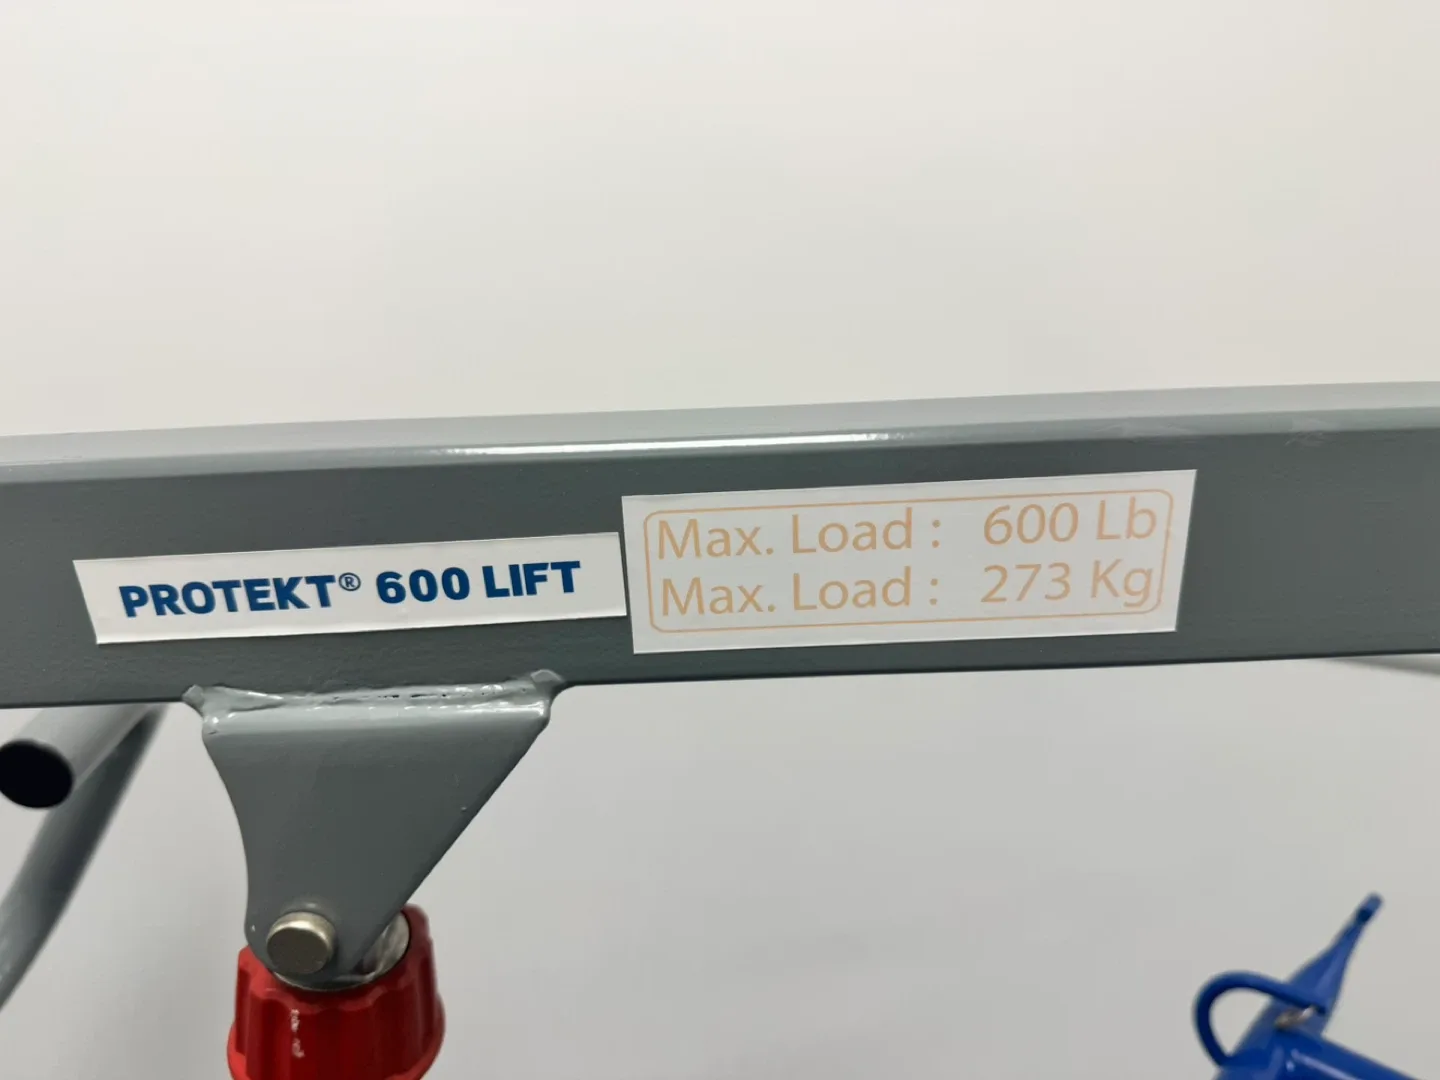 PROTEKT® 600 LIFT
Max. Load : 600 Lb
Max. Load : 273 Kg